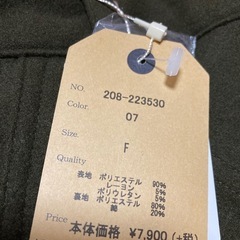 NO. 208-223530
Color. 07
Size. F
Quality
表地 ポリエステル 90%
レーヨン 5%
ポリウレタン 5%
裏地 ポリエステル 80%
綿 20%
Price 本体価格 ¥7,900 (+税)